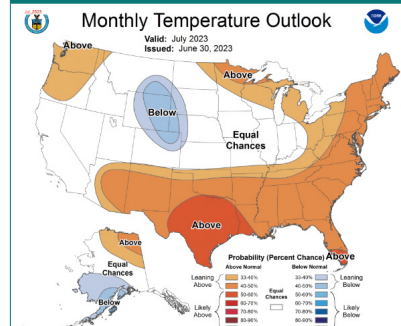 Monthly Temperature Outlook
Valid: July 2023
Issued: June 30, 2023
Above
Above
Below
Equal
Chances
Above
Above
Above
Equal
Chances
Below
Probability (Percent Chance)
Above Normal
Below Normal
Leaning
Above
Likely
Above
33-40%
40-50%
50-60%
60-70%
70-80%
80-90%
Equal
Chances
33-40%
40-50%
50-60%
60-70%
70-80%
80-90%
Leaning
Below
Likely
Below